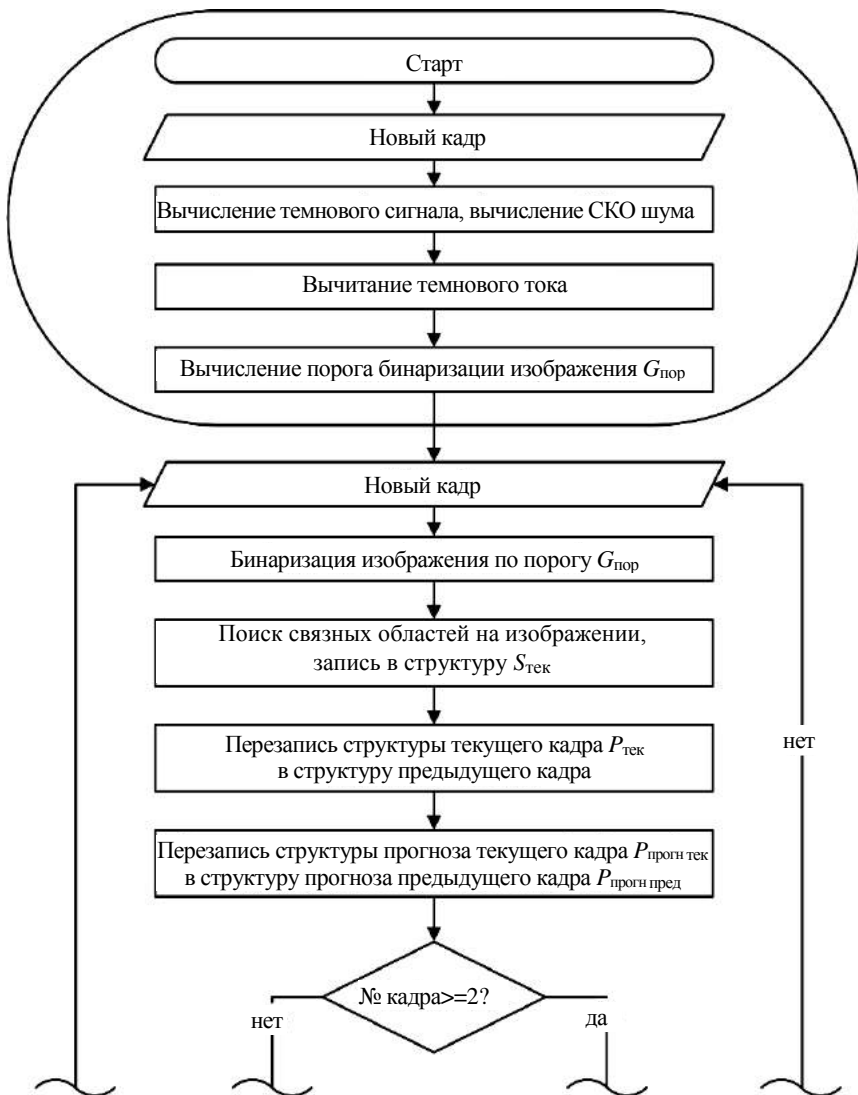 Старт
Новый кадр
Вычисление темнового сигнала, вычисление СКО шума
Вычитание темнового тока
Вычисление порога бинаризации изображения Gпор
Новый кадр
Бинаризация изображения по порогу Gпор
Поиск связных областей на изображении,
запись в структуру Sтек
Перезапись структуры текущего кадра Pтек
в структуру предыдущего кадра
нет
Перезапись структуры прогноза текущего кадра Pпрогн тек
в структуру прогноза предыдущего кадра Pпрогн пред
№ кадра>=2?
нет
да